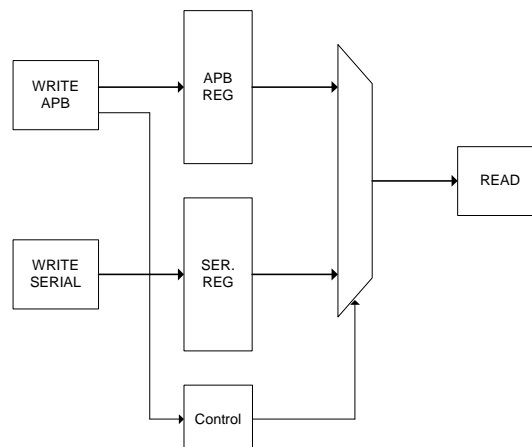 WRITE
APB
APB
REG
READ
WRITE
SERIAL
SER.
REG
Control